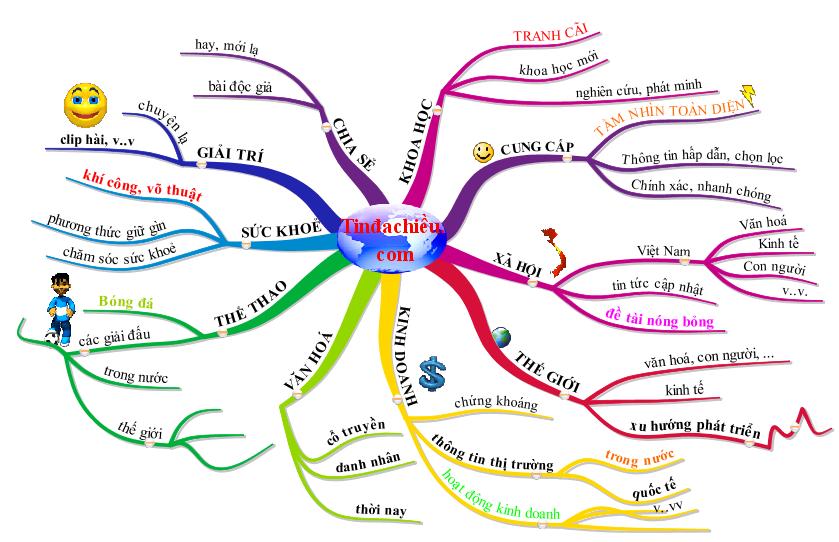 Tinđachiều.
com
KHOA HỌC
TRANH CÃI
khoa học mới
nghiên cứu, phát minh
CUNG CẤP
TẦM NHÌN TOÀN DIỆN
Thông tin hấp dẫn, chọn lọc
Chính xác, nhanh chóng
XÃ HỘI
Việt Nam
Văn hoá
Kinh tế
Con người
v..v.
tin tức cập nhật
đề tài nóng bỏng
THẾ GIỚI
văn hoá, con người, ...
kinh tế
xu hướng phát triển
KINH DOANH
chứng khoáng
thông tin thị trường
trong nước
quốc tế
hoạt động kinh doanh
v..vv
VĂN HOÁ
cổ truyền
danh nhân
thời nay
THỂ THAO
Bóng đá
các giải đấu
trong nước
thế giới
SỨC KHOẺ
khí công, võ thuật
phương thức giữ gìn
chăm sóc sức khoẻ
GIẢI TRÍ
chuyện lạ
clip hài, v..v
CHIA SẺ
hay, mới lạ
bài độc giả